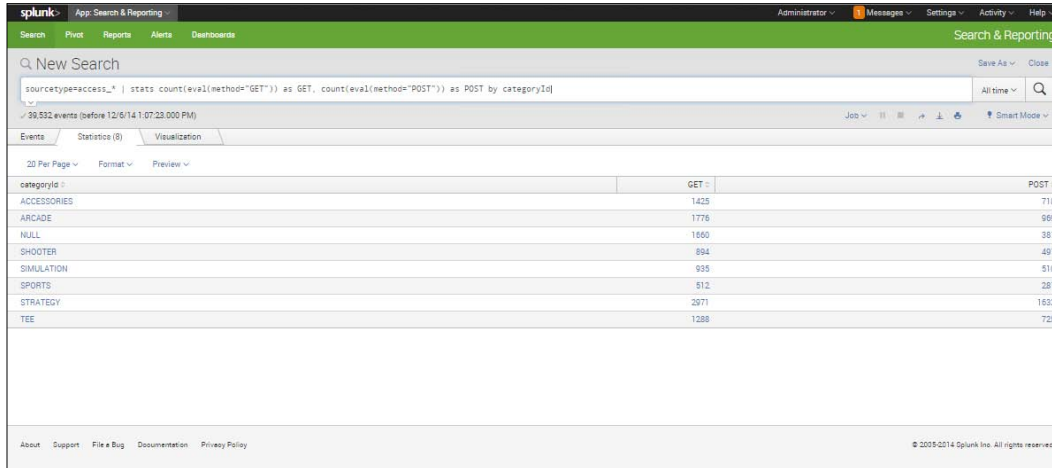 splunk> App: Search & Reporting Administrator 1 Messages Settings Activity Help
Search Pivot Reports Alerts Dashboards Search & Reporting
New Search Save As Close
sourcetype=access_* | stats count(eval(method="GET")) as GET, count(eval(method="POST")) as POST by categoryId All time
39,532 events (before 12/6/14 1:07:23.000 PM) Job Smart Mode
Events Statistics (8) Visualization
20 Per Page Format Preview
categoryId GET POST
ACCESSORIES 1425
ARCADE 1776
NULL 1660
SHOOTER 894
SIMULATION 935
SPORTS 512
STRATEGY 2971
TEE 1288
About Support File a Bug Documentation Privacy Policy © 2005-2014 Splunk Inc. All rights reserved